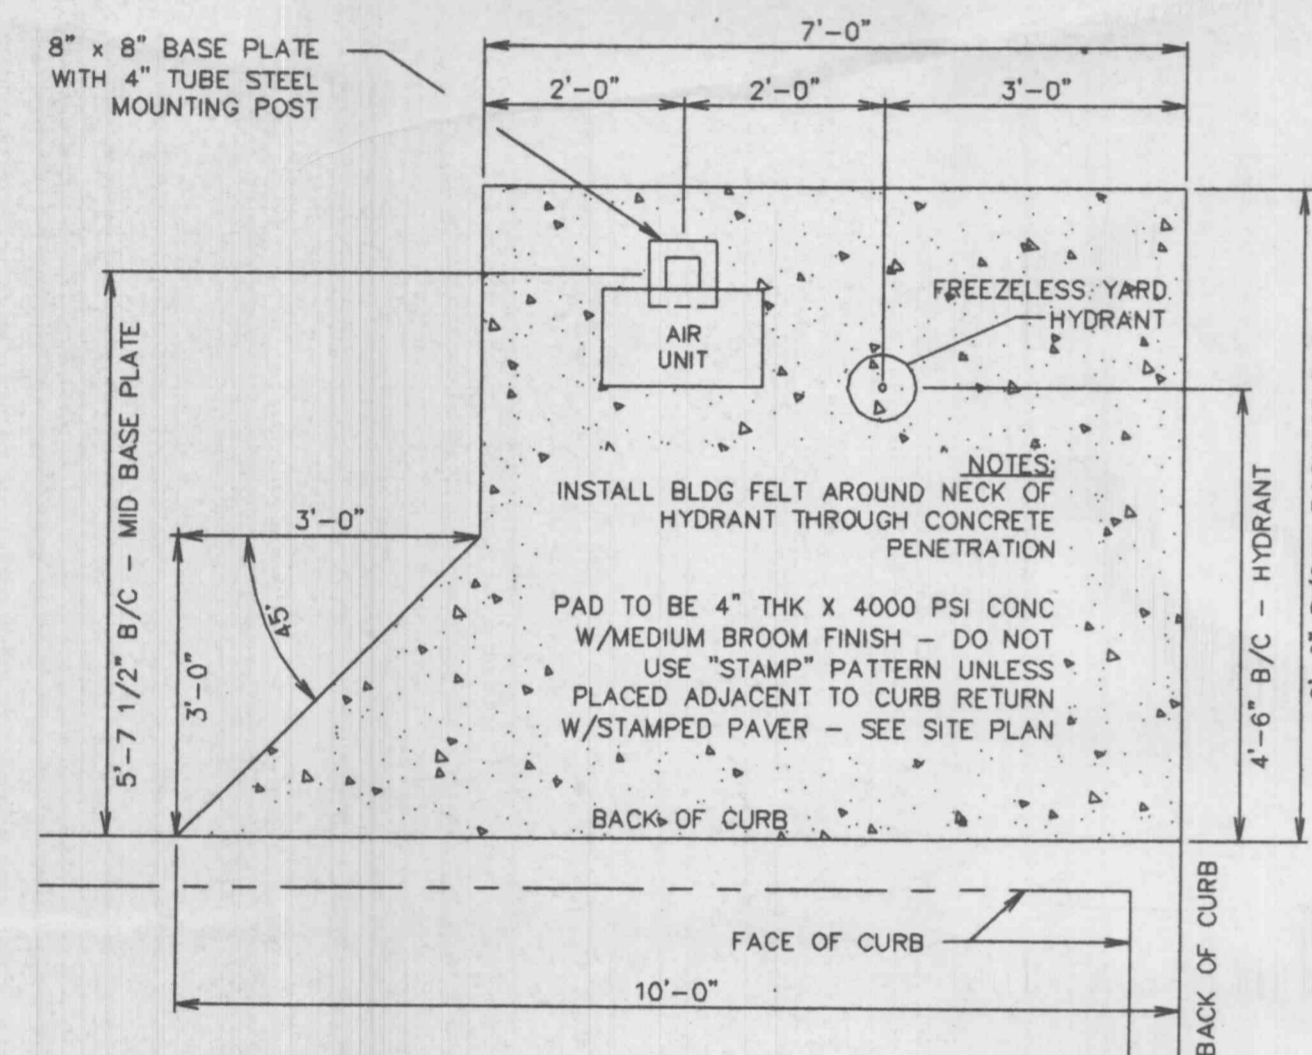 7'-0"
8" x 8" BASE PLATE
WITH 4" TUBE STEEL
MOUNTING POST
2'-0"
2'-0"
3'-0"
FREEZELESS YARD
HYDRANT
AIR
UNIT
5'-7 1/2" B/C - MID BASE PLATE
NOTES:
INSTALL BLDG FELT AROUND NECK OF
HYDRANT THROUGH CONCRETE
PENETRATION
3'-0"
45°
3'-0"
PAD TO BE 4" THK X 4000 PSI CONC
W/MEDIUM BROOM FINISH - DO NOT
USE "STAMP" PATTERN UNLESS
PLACED ADJACENT TO CURB RETURN
W/STAMPED PAVER - SEE SITE PLAN
4'-6" B/C - HYDRANT
BACK OF CURB
FACE OF CURB
BACK OF CURB
10'-0"